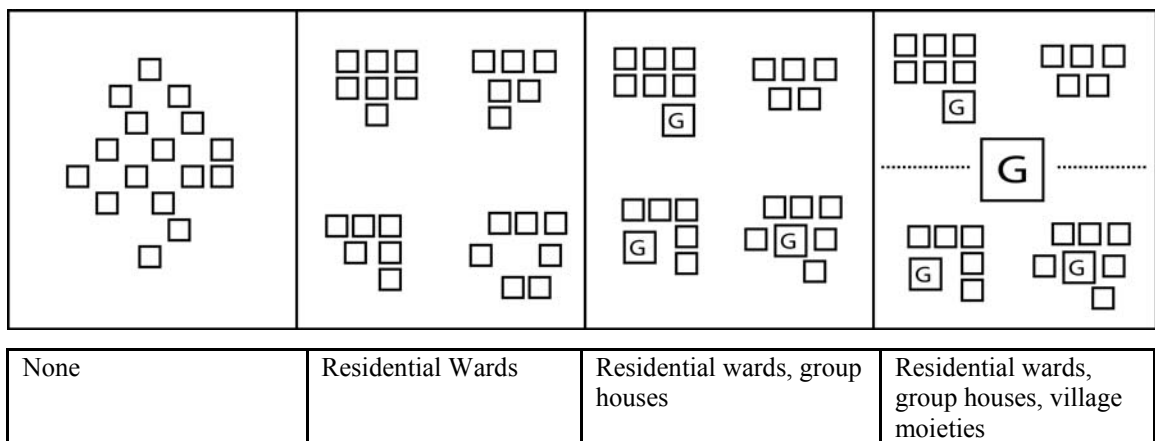 G
G
G
G
G
G
G
None
Residential Wards
Residential wards, group
houses
Residential wards,
group houses, village
moieties